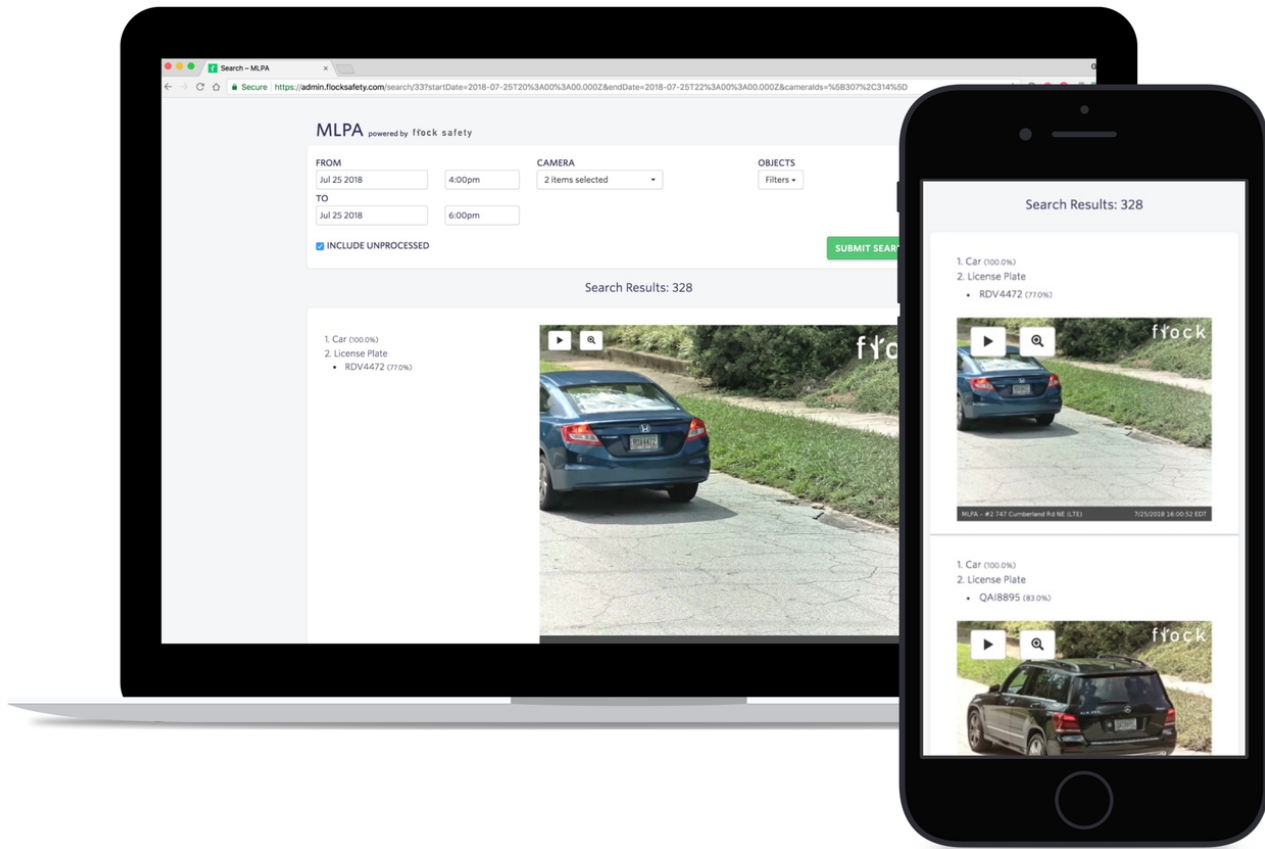 Search – MLPA
Secure https://admin.flocksafety.com/search/33?startDate=2018-07-25T20%3A00%3A00.000Z&endDate=2018-07-25T22%3A00%3A00.000Z&cameraIds=%5B307%2C314%5D
MLPA powered by flock safety
FROM
Jul 25 2018 4:00pm
TO
Jul 25 2018 6:00pm
CAMERA
2 items selected
OBJECTS
Filters
INCLUDE UNPROCESSED
SUBMIT SEAR
Search Results: 328
1. Car (100.0%)
2. License Plate
• RDV4472 (77.0%)
floc
Search Results: 328
1. Car (100.0%)
2. License Plate
• RDV4472 (77.0%)
flock
MLPA - #2 747 Cumberland Rd NE (LTE) 7/25/2018 16:00:52 EDT
1. Car (100.0%)
2. License Plate
• QAI8895 (83.0%)
flock